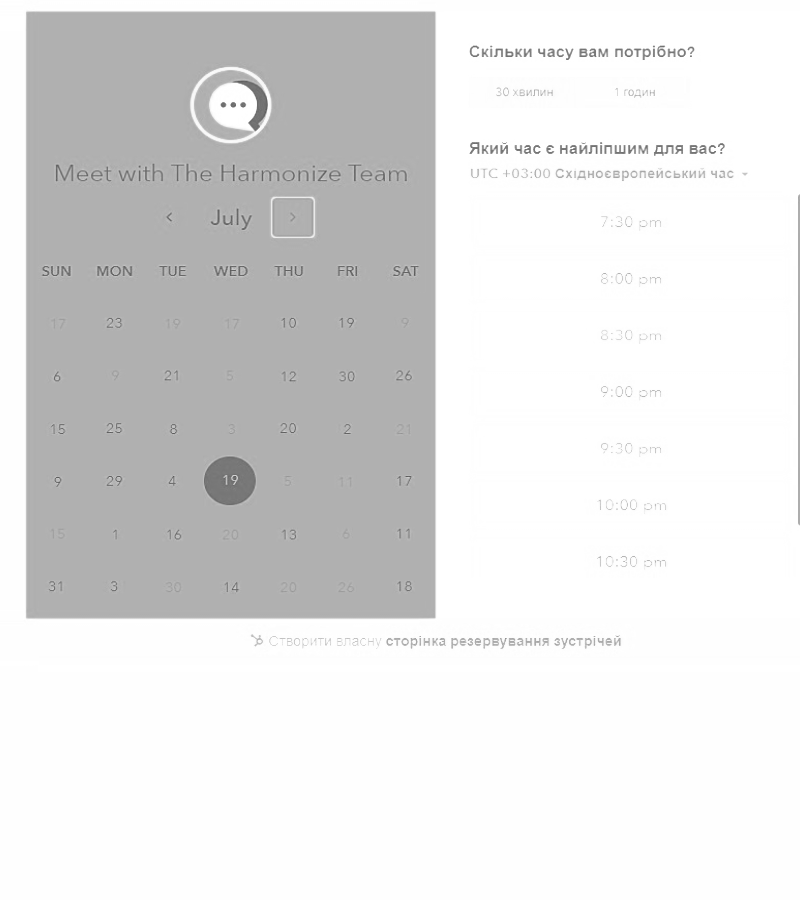 Meet with The Harmonize Team
July
SUN MON TUE WED THU FRI SAT
17 23 19 17 10 19 9
6 9 21 5 12 30 26
15 25 8 3 20 2 21
9 29 4 19 5 11 17
15 1 16 20 13 6 11
31 3 30 14 20 26 18
Скільки часу вам потрібно?
30 хвилин 1 годин
Який час є найліпшим для вас?
UTC +03:00 Східноєвропейський час
7:30 pm
8:00 pm
8:30 pm
9:00 pm
9:30 pm
10:00 pm
10:30 pm
Створити власну сторінка резервування зустрічей